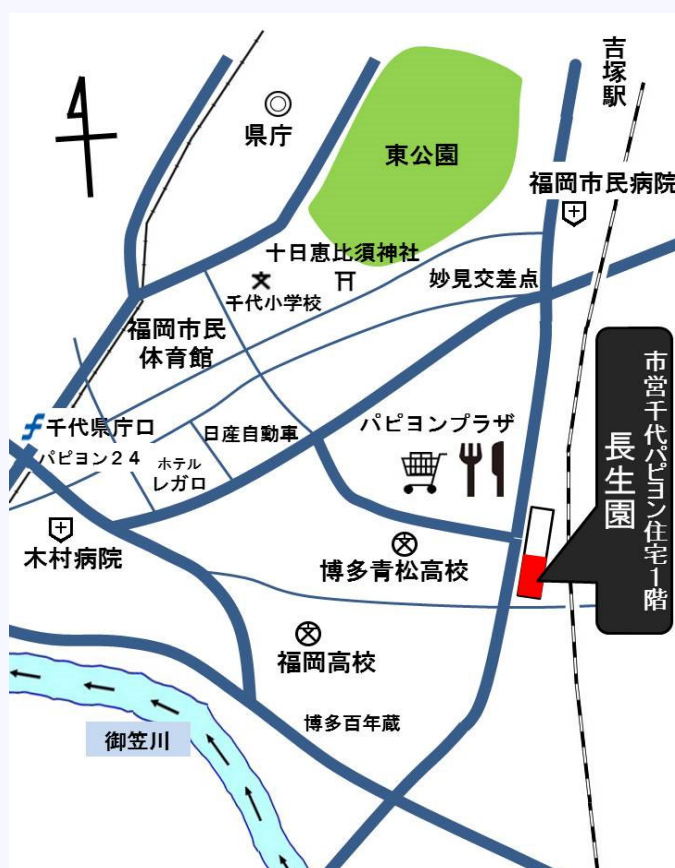 吉塚駅
県庁
東公園
福岡市民病院
十日恵比須神社
千代小学校
妙見交差点
福岡市民
体育館
市営千代パピヨン住宅1階
長生園
千代県庁口
パピヨン24
ホテル
レガロ
日産自動車
パピヨンプラザ
木村病院
博多青松高校
福岡高校
博多百年蔵
御笠川